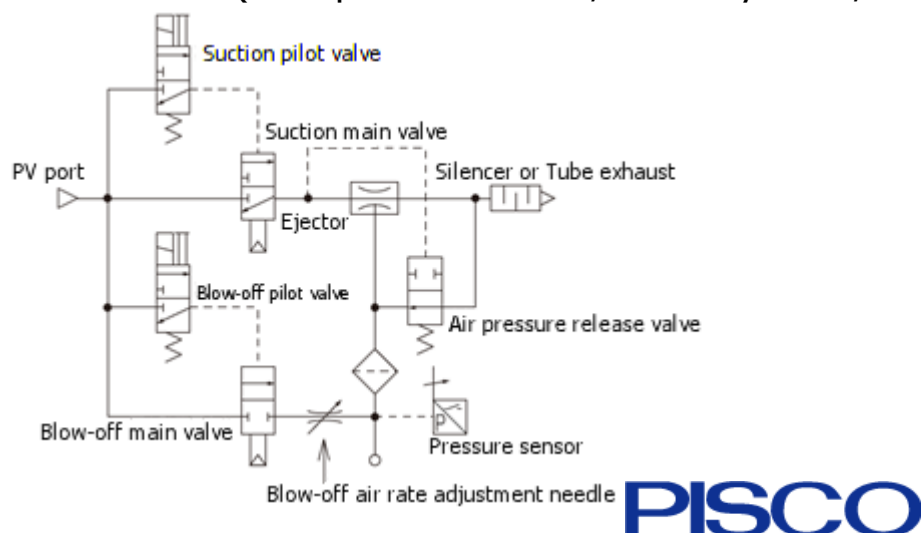 Suction pilot valve
Suction main valve
PV port
Silencer or Tube exhaust
Ejector
Blow-off pilot valve
Air pressure release valve
Blow-off main valve
P
Pressure sensor
Blow-off air rate adjustment needle
PISCO